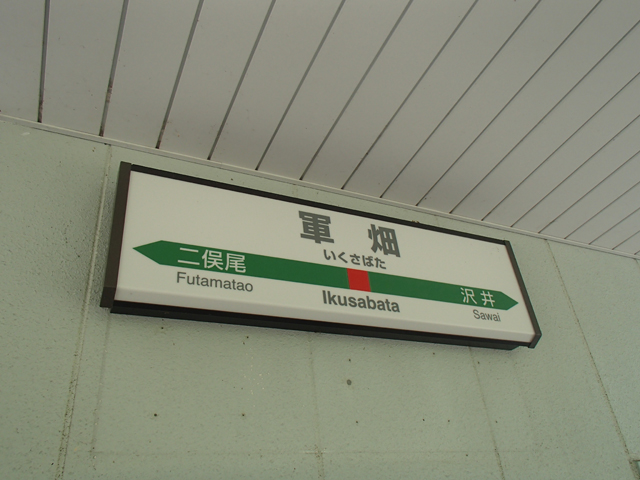 軍畑
いくさばた
二俣尾
Futamatao
Ikusabata
沢井
Sawai